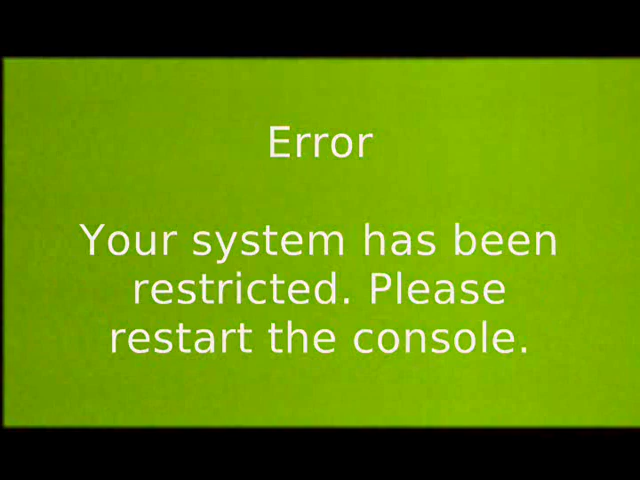 Error
Your system has been
restricted. Please
restart the console.